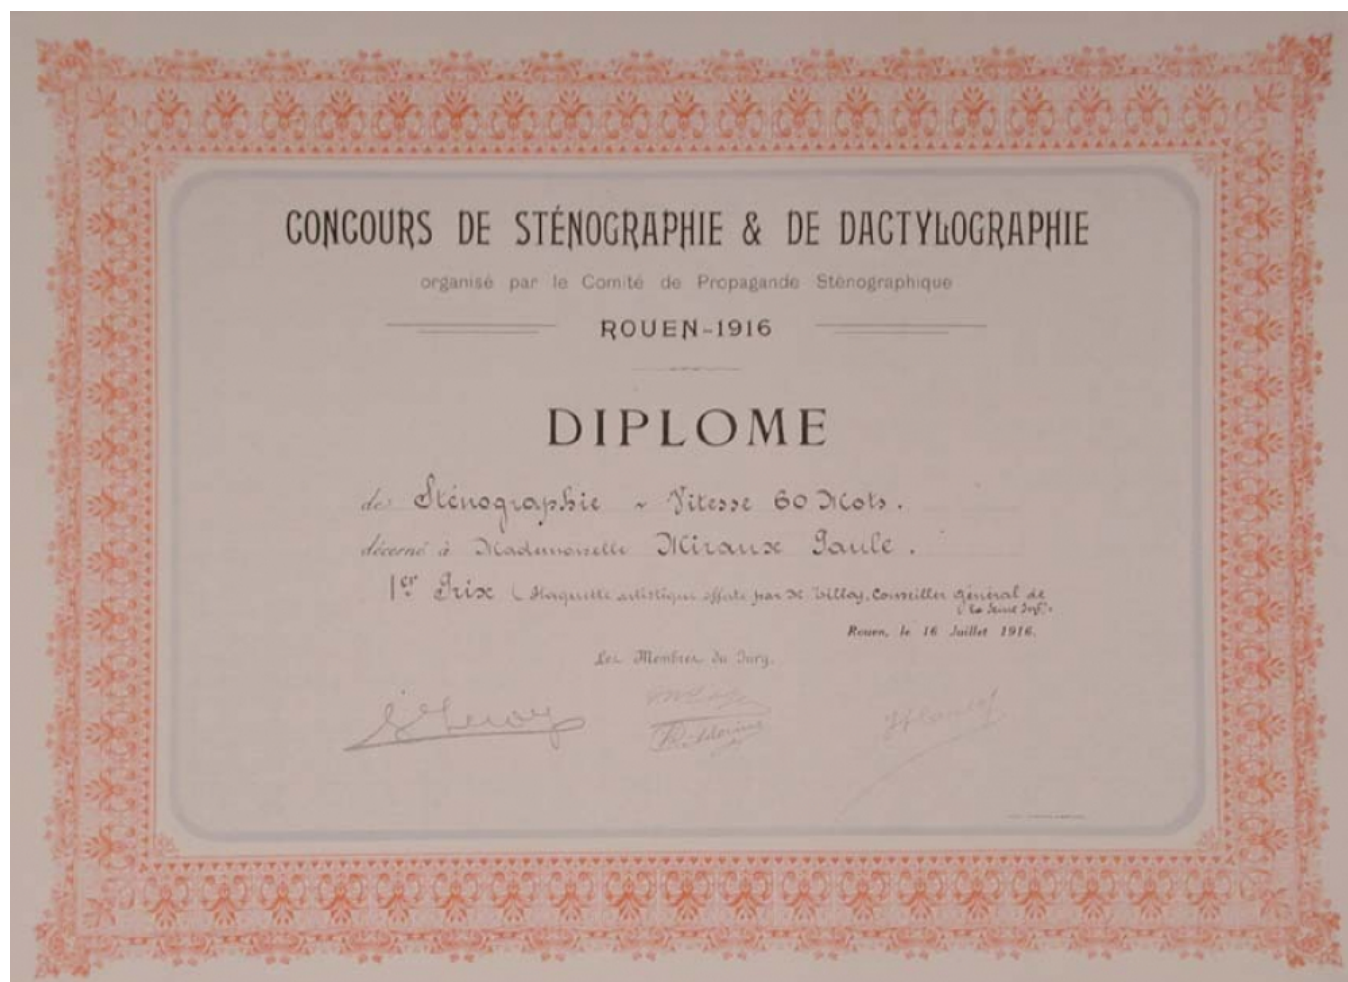 CONCOURS DE STÉNOGRAPHIE & DE DACTYLOGRAPHIE
organisé par le Comité de Propagande Sténographique
ROUEN-1916
DIPLOME
de Sténographie ~ Vitesse 60 Mots.
décerné à Mademoiselle Miraux Paule.
1er Prix (Maquette artistique offerte par M. Villay, Conseiller général de
la Seine Infre.
Rouen, le 16 Juillet 1916.
Les Membres du Jury.